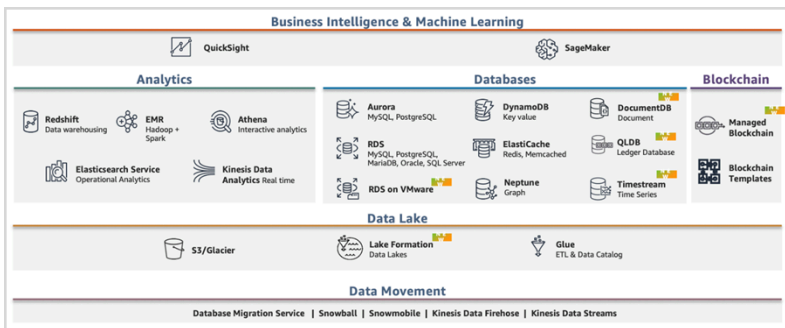 Business Intelligence & Machine Learning
QuickSight
SageMaker
Analytics
Redshift
Data warehousing
EMR
Hadoop +
Spark
Athena
Interactive analytics
Elasticsearch Service
Operational Analytics
Kinesis Data
Analytics Real time
Databases
Aurora
MySQL, PostgreSQL
DynamoDB
Key value
DocumentDB
Document
RDS
MySQL, PostgreSQL,
MariaDB, Oracle, SQL Server
ElastiCache
Redis, Memcached
QLDB
Ledger Database
RDS on VMware
Neptune
Graph
Timestream
Time Series
Blockchain
Managed
Blockchain
Blockchain
Templates
Data Lake
S3/Glacier
Lake Formation
Data Lakes
Glue
ETL & Data Catalog
Data Movement
Database Migration Service | Snowball | Snowmobile | Kinesis Data Firehose | Kinesis Data Streams